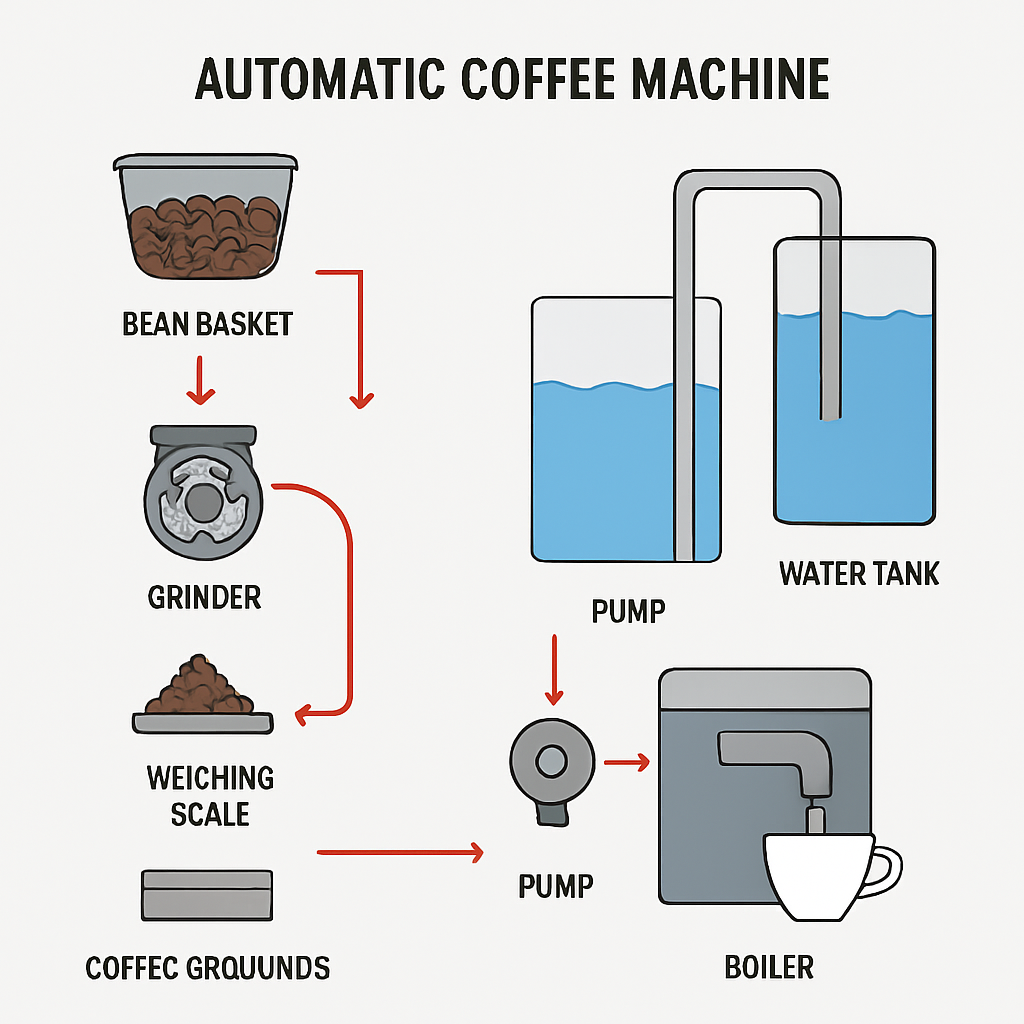 AUTOMATIC COFFEE MACHINE
BEAN BASKET
GRINDER
WATER TANK
PUMP
WEICHING
SCALE
PUMP
COFFEC GRQUUNDS
BOILER